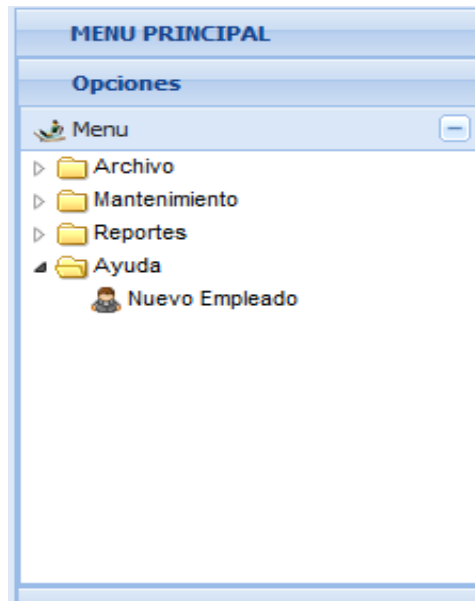 MENU PRINCIPAL
Opciones
Menu
Archivo
Mantenimiento
Reportes
Ayuda
Nuevo Empleado